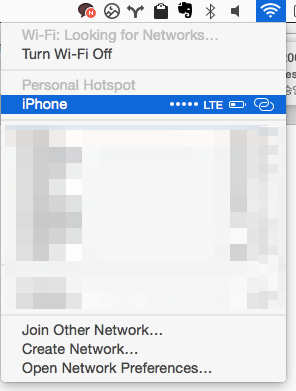 Wi-Fi: Looking for Networks…
Turn Wi-Fi Off
Personal Hotspot
iPhone LTE
Join Other Network…
Create Network…
Open Network Preferences…